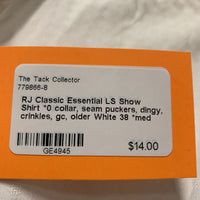 The Tack Collector
779866-8
RJ Classic Essential LS Show
Shirt *0 collar, seam puckers, dingy,
crinkles, gc, older White 38 *med
GE4945
$14.00